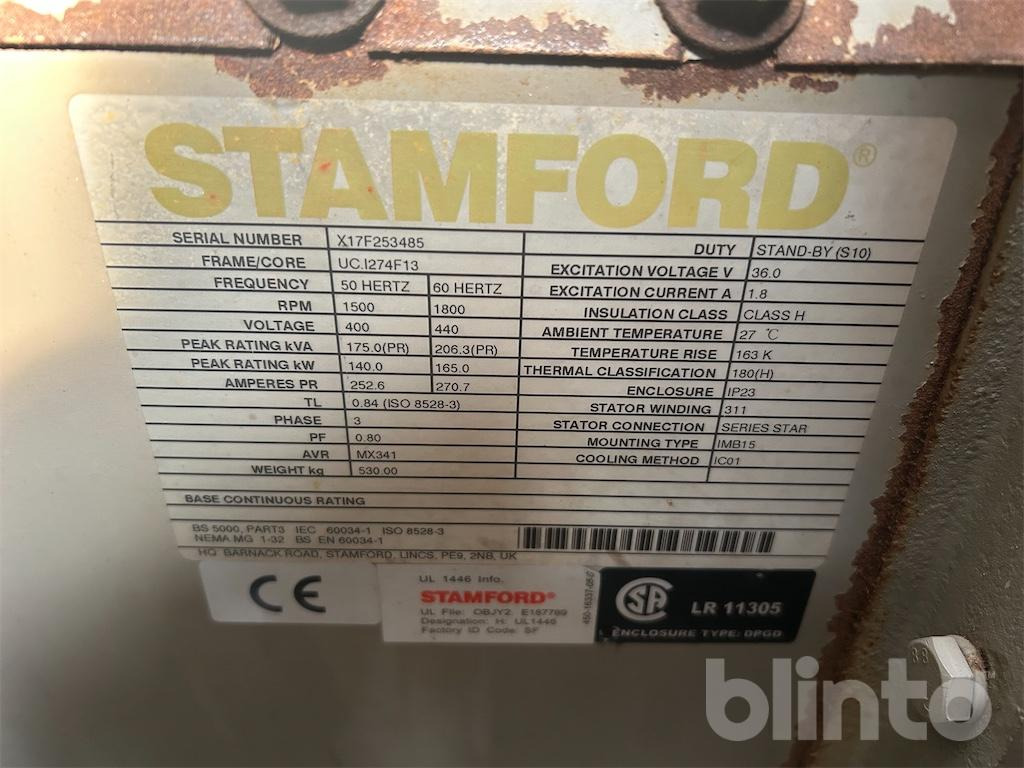 STAMFORD®
SERIAL NUMBER X17F253485
FRAME/CORE UC.I274F13
FREQUENCY 50 HERTZ 60 HERTZ
RPM 1500 1800
VOLTAGE 400 440
PEAK RATING kVA 175.0(PR) 206.3(PR)
PEAK RATING kW 140.0 165.0
AMPERES PR 252.6 270.7
TL 0.84 (ISO 8528-3)
PHASE 3
PF 0.80
AVR MX341
WEIGHT kg 530.00
DUTY STAND-BY (S10)
EXCITATION VOLTAGE V 36.0
EXCITATION CURRENT A 1.8
INSULATION CLASS CLASS H
AMBIENT TEMPERATURE 27 ℃
TEMPERATURE RISE 163 K
THERMAL CLASSIFICATION 180(H)
ENCLOSURE IP23
STATOR WINDING 311
STATOR CONNECTION SERIES STAR
MOUNTING TYPE IMB15
COOLING METHOD IC01
BASE CONTINUOUS RATING
BS 5000, PART3 IEC 60034-1 ISO 8528-3
NEMA MG 1-32 BS EN 60034-1
HQ BARNACK ROAD, STAMFORD, LINCS, PE9, 2NB, UK
CE
UL 1446 Info.
STAMFORD®
UL File: OBJY2. E187789
Designation: H: UL1446
Factory ID Code: SF
SA LR 11305
ENCLOSURE TYPE: DPGD
88
blinto